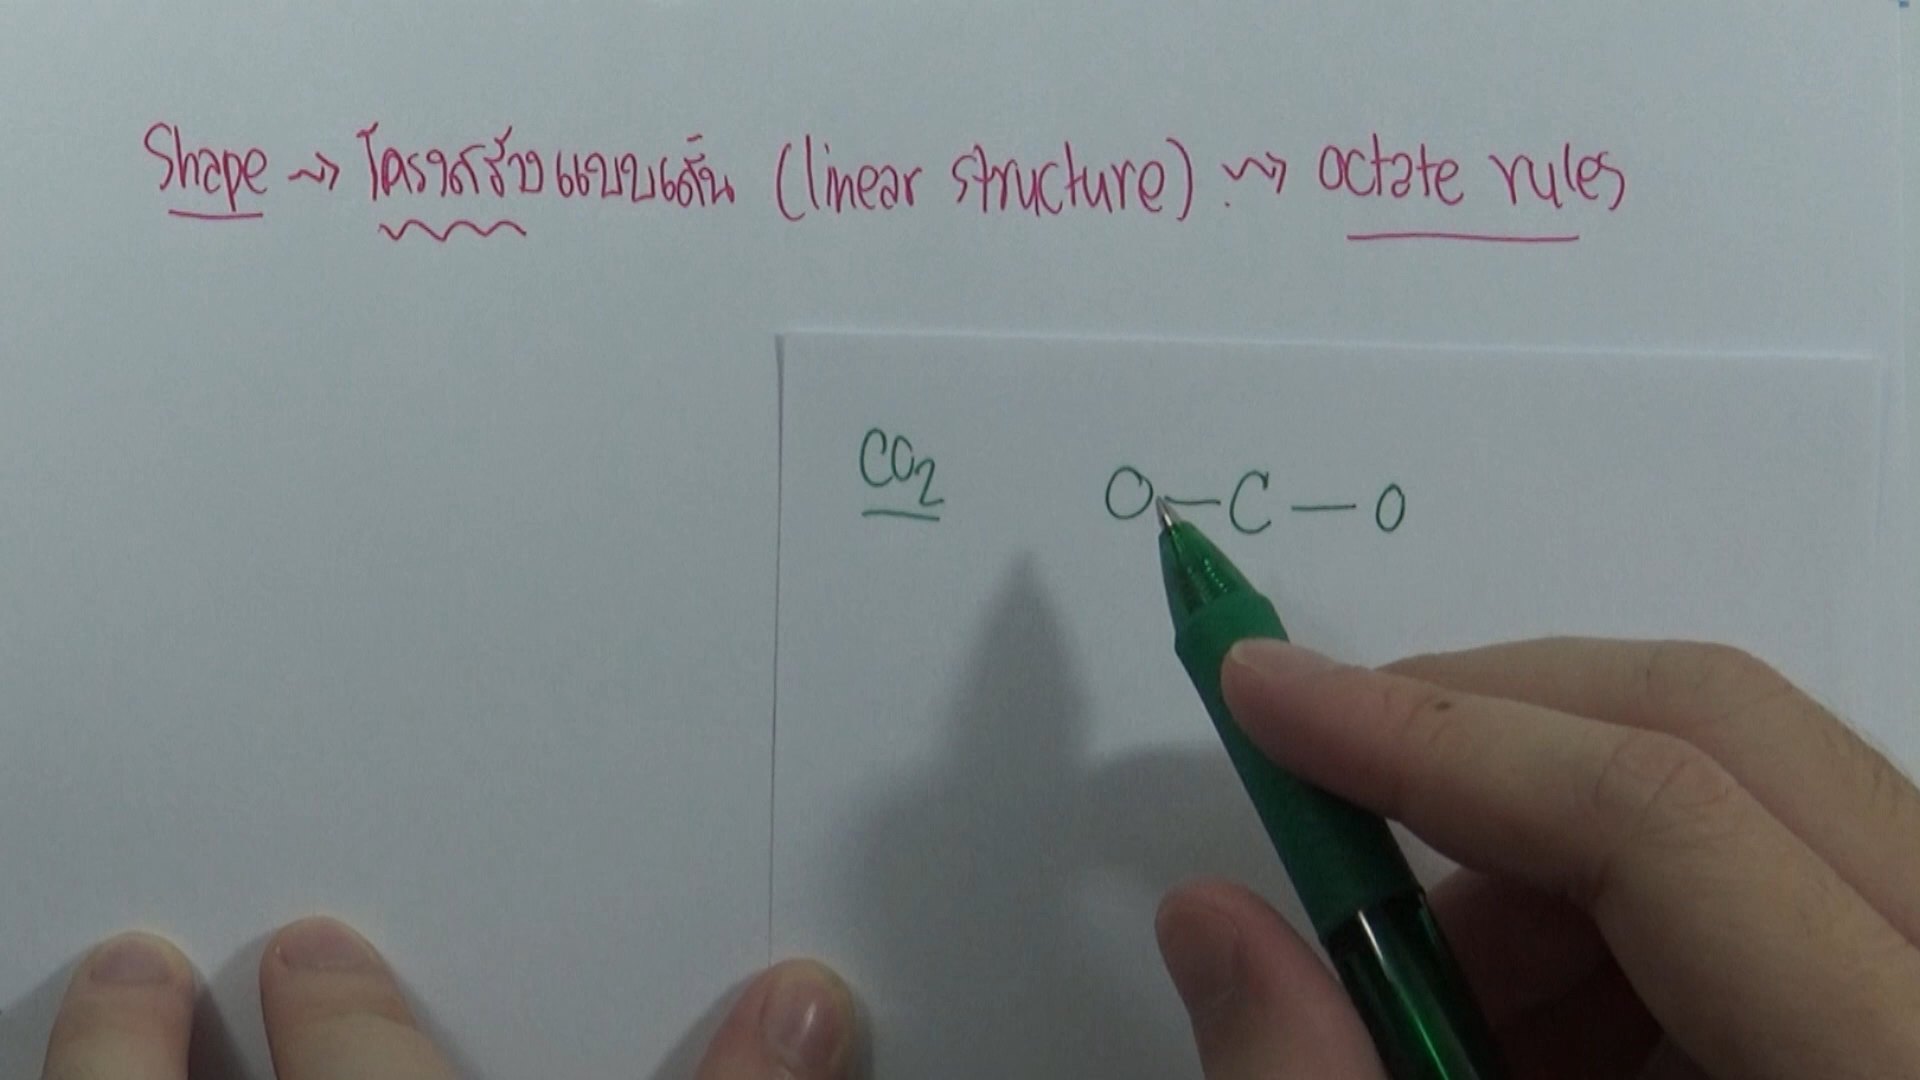 Shape ⇝ โครงสร้างแบบเส้น (linear structure) ⇝ octate rules
CO₂ O—C—O